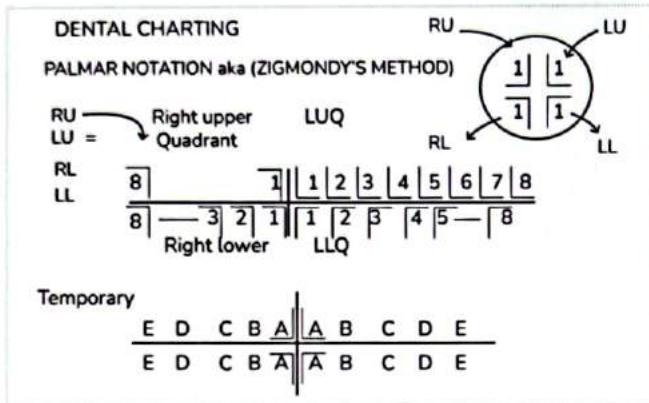 DENTAL CHARTING
PALMAR NOTATION aka (ZIGMONDY'S METHOD)
RU LU
1 1
1 1
RL LL
RU Right upper LUQ
LU = Quadrant
RL
LL
8 1 1 2 3 4 5 6 7 8
8 — 3 2 1 1 2 3 4 5 — 8
Right lower LLQ
Temporary
E D C B A A B C D E
E D C B A A B C D E